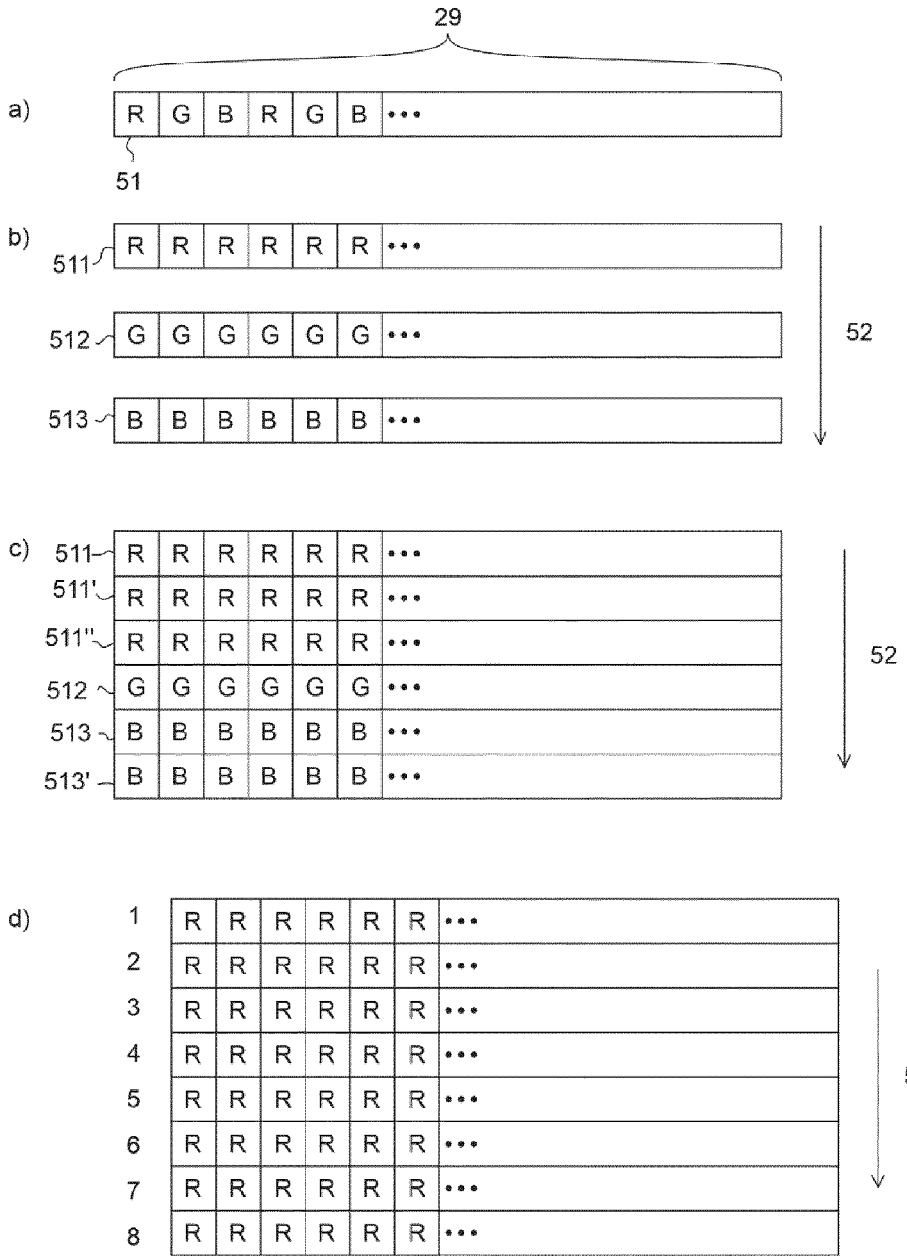 29
a) R G B R G B •••
51
b) 511 R R R R R R •••
512 G G G G G G •••
52
513 B B B B B B •••
c) 511 R R R R R R •••
511' R R R R R R •••
511" R R R R R R •••
52
512 G G G G G G •••
513 B B B B B B •••
513' B B B B B B •••
d) 1 R R R R R R •••
2 R R R R R R •••
3 R R R R R R •••
4 R R R R R R •••
5 R R R R R R •••
6 R R R R R R •••
7 R R R R R R •••
8 R R R R R R •••